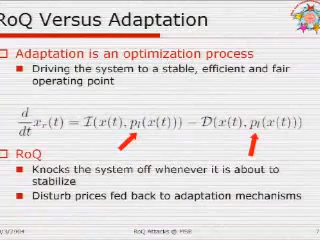 RoQ Versus Adaptation
Adaptation is an optimization process
Driving the system to a stable, efficient and fair
operating point
d/dt x_r(t) = I(x(t), p_l(x(t))) − D(x(t), p_l(x(t)))
RoQ
Knocks the system off whenever it is about to
stabilize
Disturb prices fed back to adaptation mechanisms
RoQ Attacks @